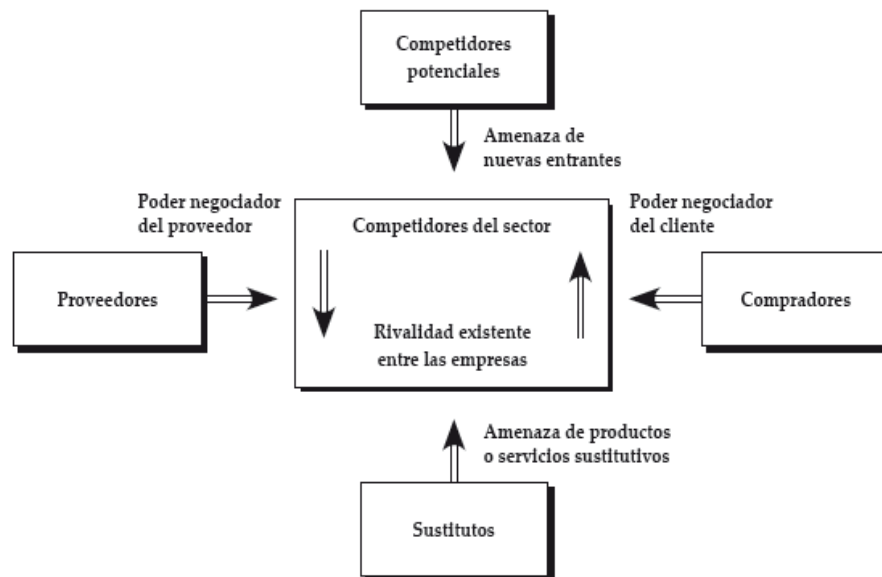 Competidores
potenciales
Amenaza de
nuevas entrantes
Poder negociador
del proveedor
Competidores del sector
Poder negociador
del cliente
Proveedores
Rivalidad existente
entre las empresas
Compradores
Amenaza de productos
o servicios sustitutivos
Sustitutos